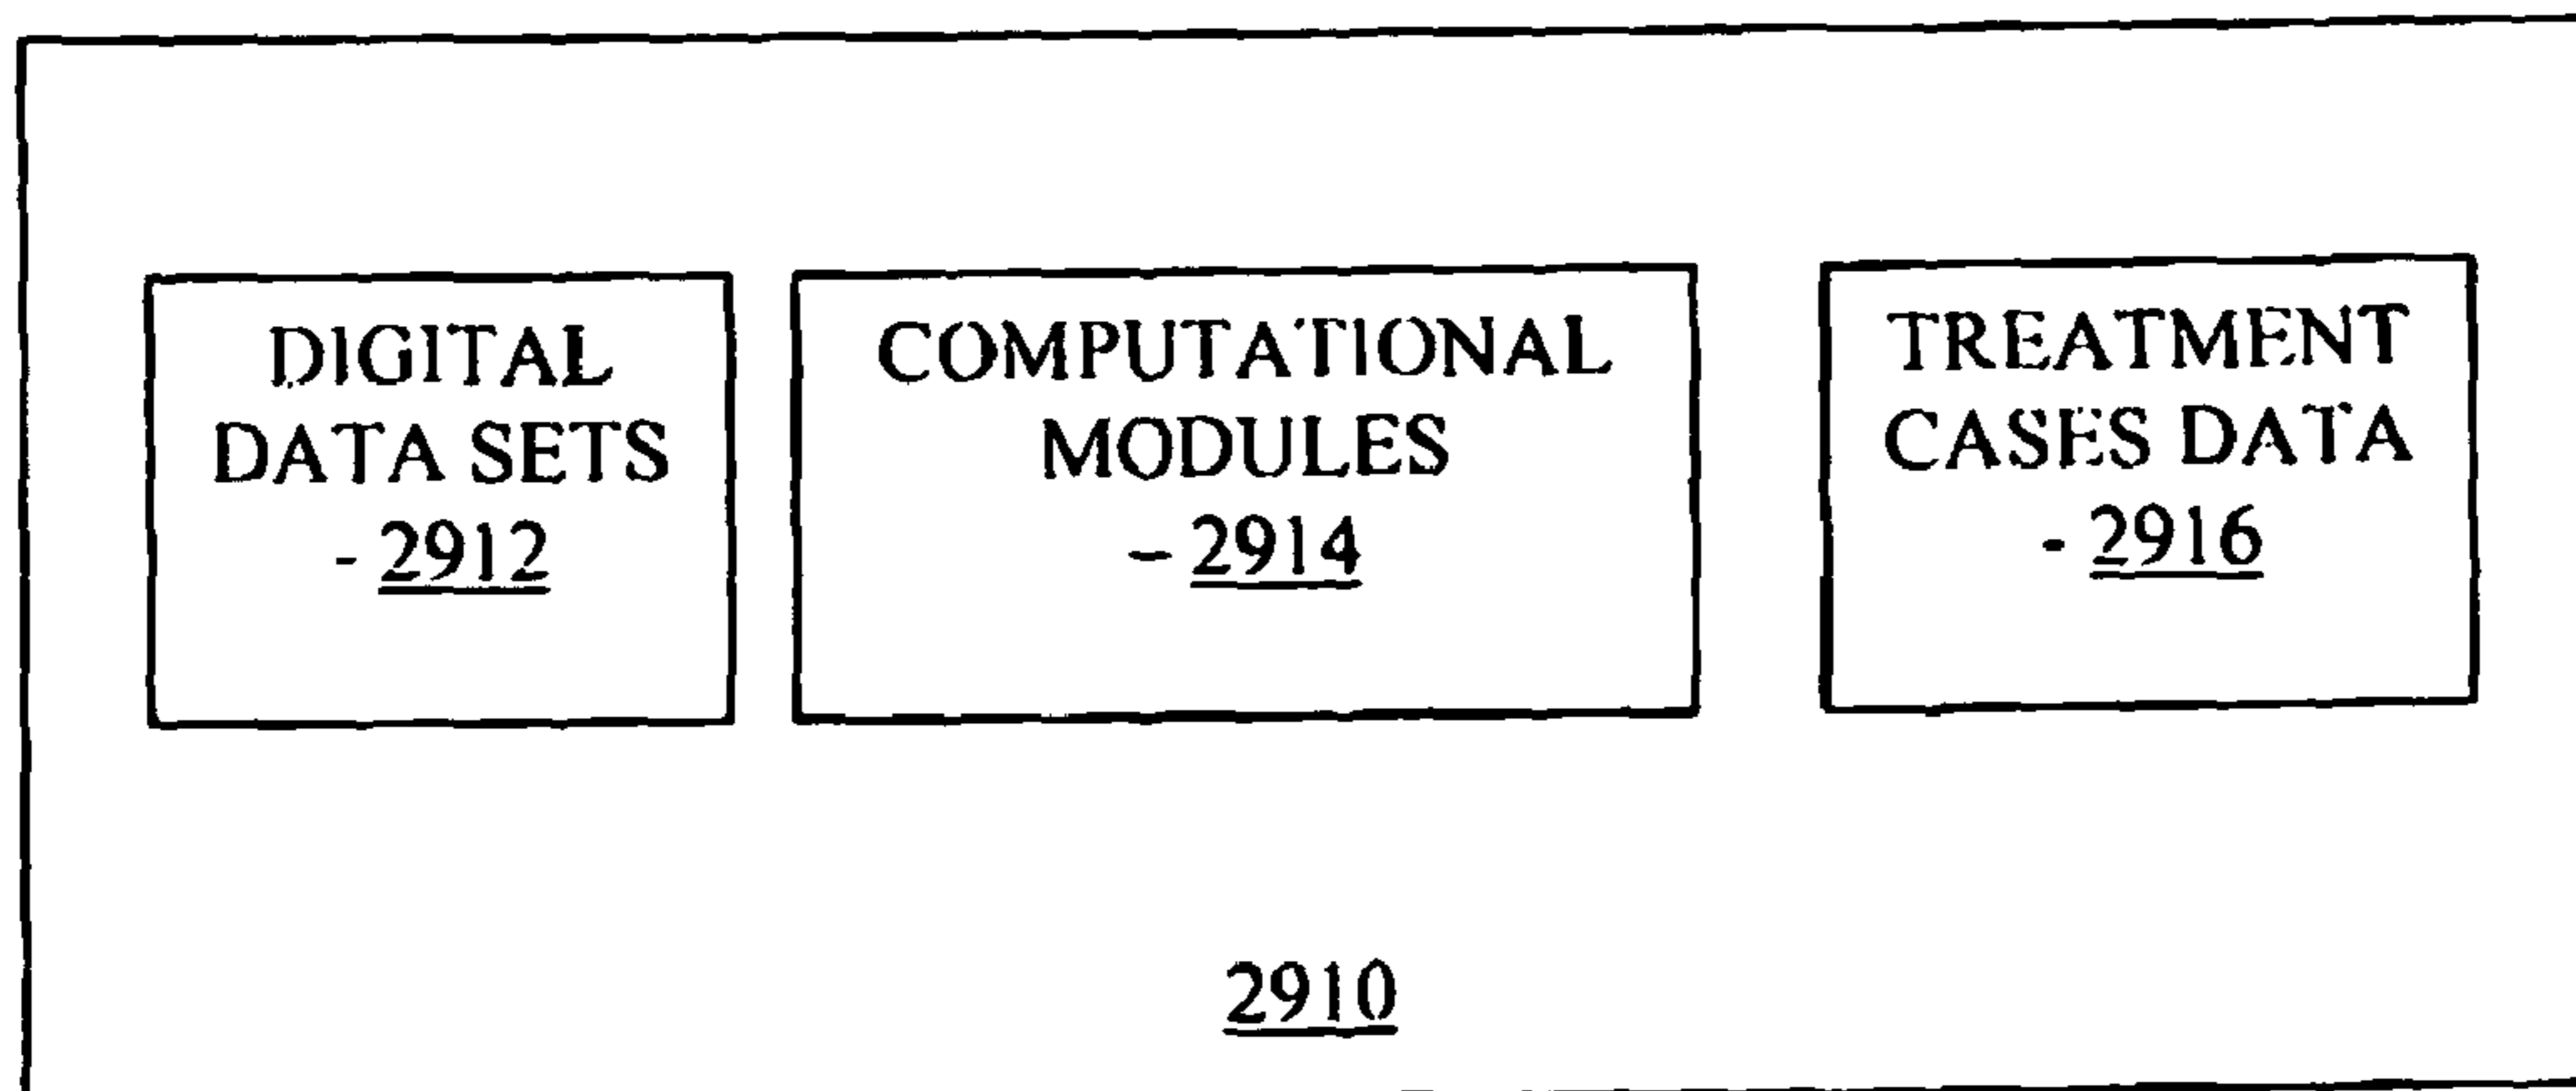 DIGITAL
DATA SETS
- 2912
COMPUTATIONAL
MODULES
– 2914
TREATMENT
CASES DATA
- 2916
2910